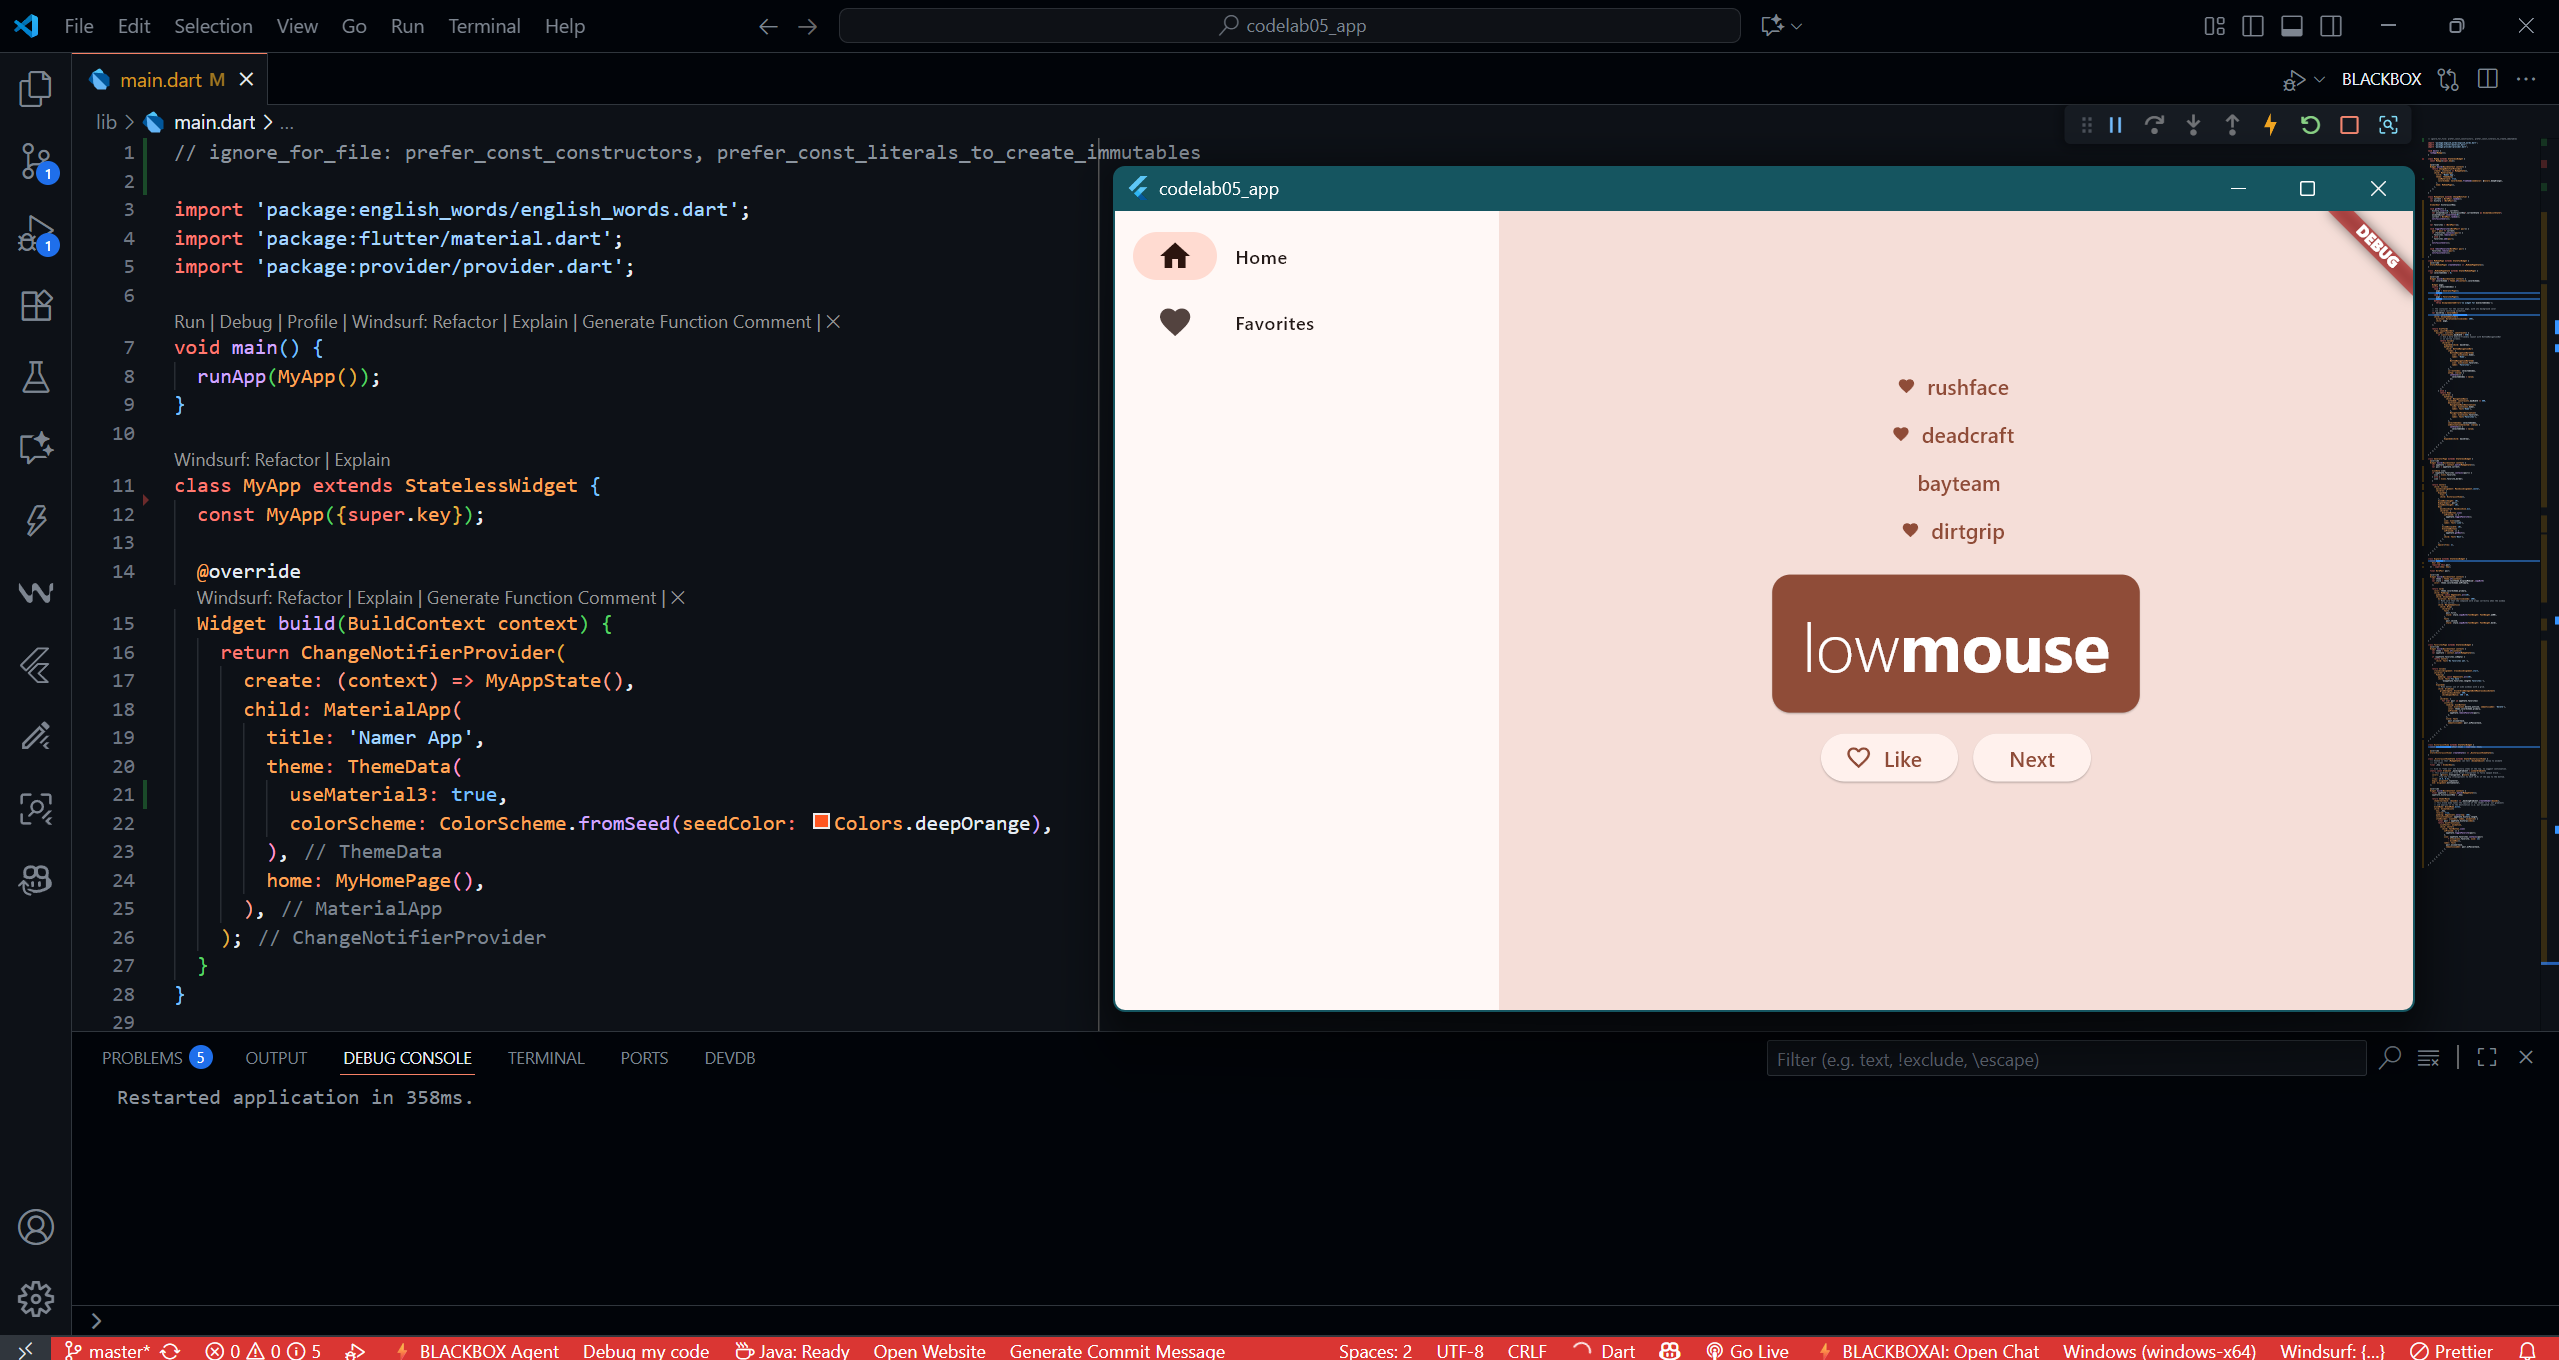 File Edit Selection View Go Run Terminal Help
codelab05_app
main.dart M
BLACKBOX
lib > main.dart > ...
1 // ignore_for_file: prefer_const_constructors, prefer_const_literals_to_create_immutables
2
3 import 'package:english_words/english_words.dart';
4 import 'package:flutter/material.dart';
5 import 'package:provider/provider.dart';
6
Run | Debug | Profile | Windsurf: Refactor | Explain | Generate Function Comment | ×
7 void main() {
8 runApp(MyApp());
9 }
10
Windsurf: Refactor | Explain
11 class MyApp extends StatelessWidget {
12 const MyApp({super.key});
13
14 @override
Windsurf: Refactor | Explain | Generate Function Comment | ×
15 Widget build(BuildContext context) {
16 return ChangeNotifierProvider(
17 create: (context) => MyAppState(),
18 child: MaterialApp(
19 title: 'Namer App',
20 theme: ThemeData(
21 useMaterial3: true,
22 colorScheme: ColorScheme.fromSeed(seedColor: Colors.deepOrange),
23 ), // ThemeData
24 home: MyHomePage(),
25 ), // MaterialApp
26 ); // ChangeNotifierProvider
27 }
28 }
29
codelab05_app
DEBUG
Home
Favorites
rushface
deadcraft
bayteam
dirtgrip
lowmouse
Like Next
PROBLEMS 5 OUTPUT DEBUG CONSOLE TERMINAL PORTS DEVDB
Filter (e.g. text, !exclude, \escape)
Restarted application in 358ms.
1
1
master* 0 0 5 BLACKBOX Agent Debug my code Java: Ready Open Website Generate Commit Message Spaces: 2 UTF-8 CRLF Dart Go Live BLACKBOXAI: Open Chat Windows (windows-x64) Windsurf: {...} Prettier